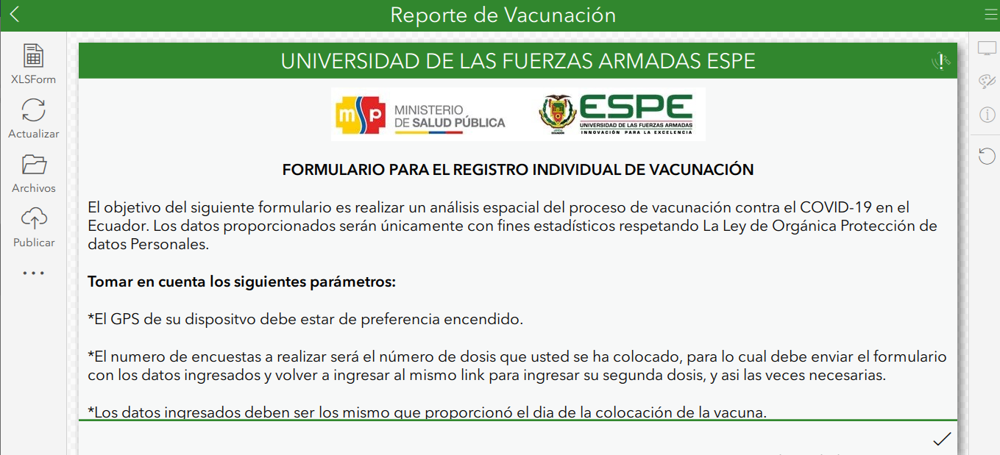 Reporte de Vacunación
XLSForm
Actualizar
Archivos
Publicar
UNIVERSIDAD DE LAS FUERZAS ARMADAS ESPE
msp MINISTERIO
DE SALUD PÚBLICA
ECUADOR
ESPE
UNIVERSIDAD DE LAS FUERZAS ARMADAS
INNOVACIÓN PARA LA EXCELENCIA
FORMULARIO PARA EL REGISTRO INDIVIDUAL DE VACUNACIÓN
El objetivo del siguiente formulario es realizar un análisis espacial del proceso de vacunación contra el COVID-19 en el
Ecuador. Los datos proporcionados serán únicamente con fines estadísticos respetando La Ley de Orgánica Protección de
datos Personales.
Tomar en cuenta los siguientes parámetros:
*El GPS de su dispositvo debe estar de preferencia encendido.
*El numero de encuestas a realizar será el número de dosis que usted se ha colocado, para lo cual debe enviar el formulario
con los datos ingresados y volver a ingresar al mismo link para ingresar su segunda dosis, y asi las veces necesarias.
*Los datos ingresados deben ser los mismo que proporcionó el dia de la colocación de la vacuna.